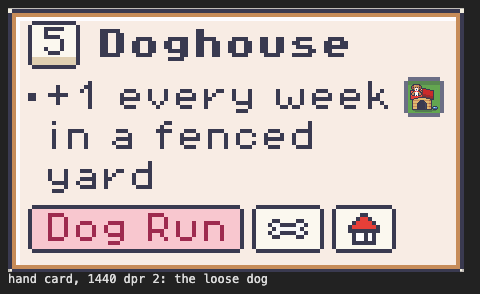 5 Doghouse
▪+1 every week
in a fenced
yard
Dog Run
hand card, 1440 dpr 2: the loose dog